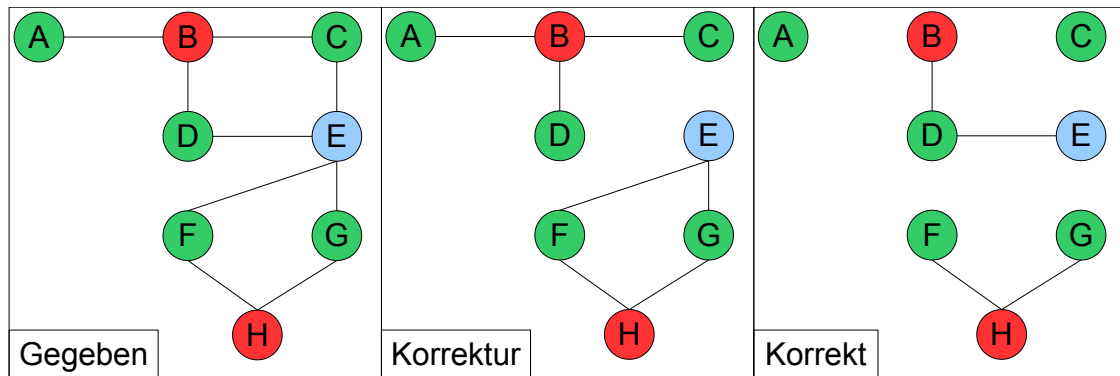 A B C
D E
F G
H
Gegeben
A B C
D E
F G
H
Korrektur
A B C
D E
F G
H
Korrekt